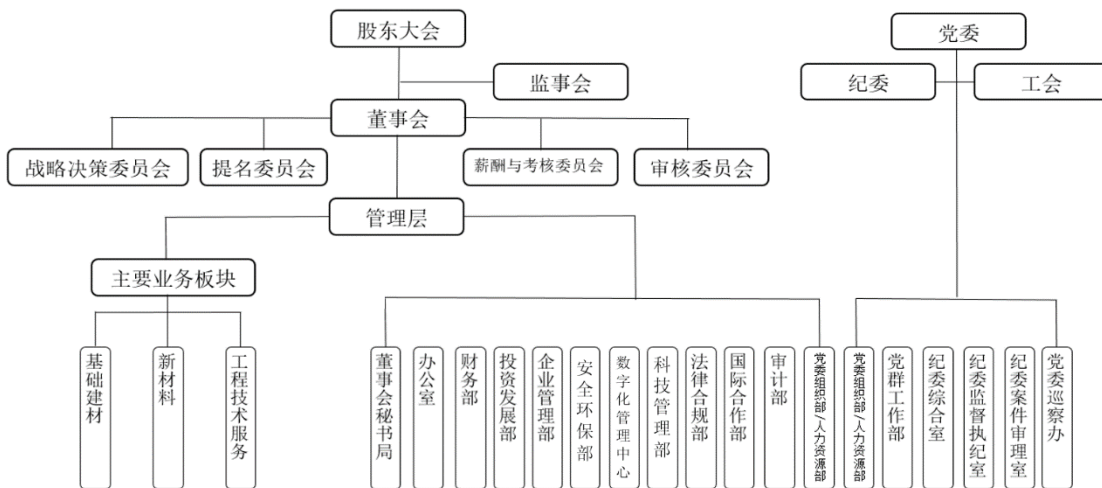 股东大会
党委
监事会
纪委
工会
董事会
战略决策委员会
提名委员会
薪酬与考核委员会
审核委员会
管理层
主要业务板块
基础建材
新材料
工程技术服务
董事会秘书局
办公室
财务部
投资发展部
企业管理部
安全环保部
数字化管理中心
科技管理部
法律合规部
国际合作部
审计部
党委组织部/人力资源部
党委组织部/人力资源部
党群工作部
纪委综合室
纪委监督执纪室
纪委案件审理室
党委巡察办